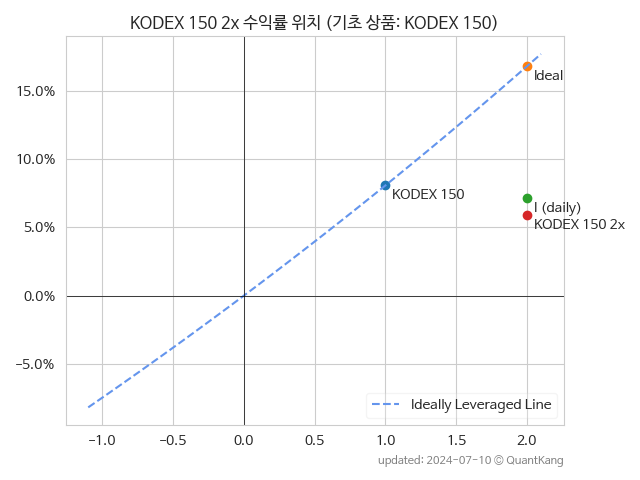 KODEX 150 2x 수익률 위치 (기초 상품: KODEX 150)
15.0%
10.0%
5.0%
0.0%
−5.0%
Ideal
KODEX 150
I (daily)
KODEX 150 2x
Ideally Leveraged Line
−1.0 −0.5 0.0 0.5 1.0 1.5 2.0
updated: 2024-07-10 © QuantKang